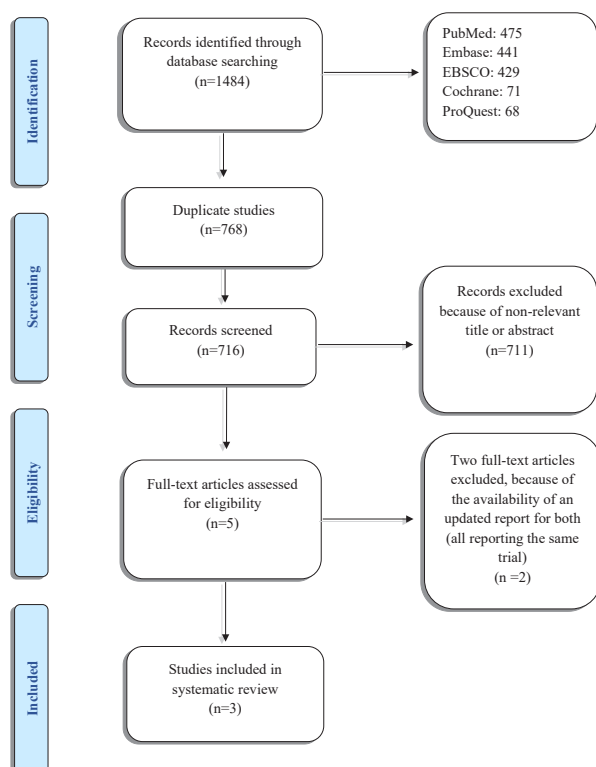 Identification
Records identified through
database searching
(n=1484)
PubMed: 475
Embase: 441
EBSCO: 429
Cochrane: 71
ProQuest: 68
Duplicate studies
(n=768)
Screening
Records screened
(n=716)
Records excluded
because of non-relevant
title or abstract
(n=711)
Eligibility
Full-text articles assessed
for eligibility
(n=5)
Two full-text articles
excluded, because of
the availability of an
updated report for both
(all reporting the same
trial)
(n =2)
Included
Studies included in
systematic review
(n=3)